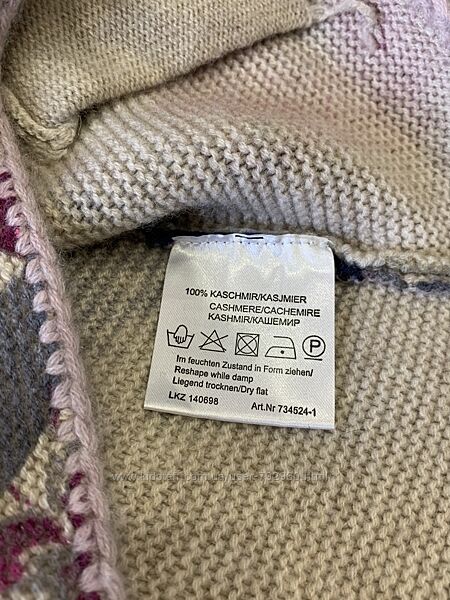 100% KASCHMIR/KASJMIER
CASHMERE/CACHEMIRE
KASHMIR/КАШЕМИР
P
Im feuchten Zustand in Form ziehen/
Reshape while damp
Liegend trocknen/Dry flat
LKZ 140698 Art.Nr 734524-1